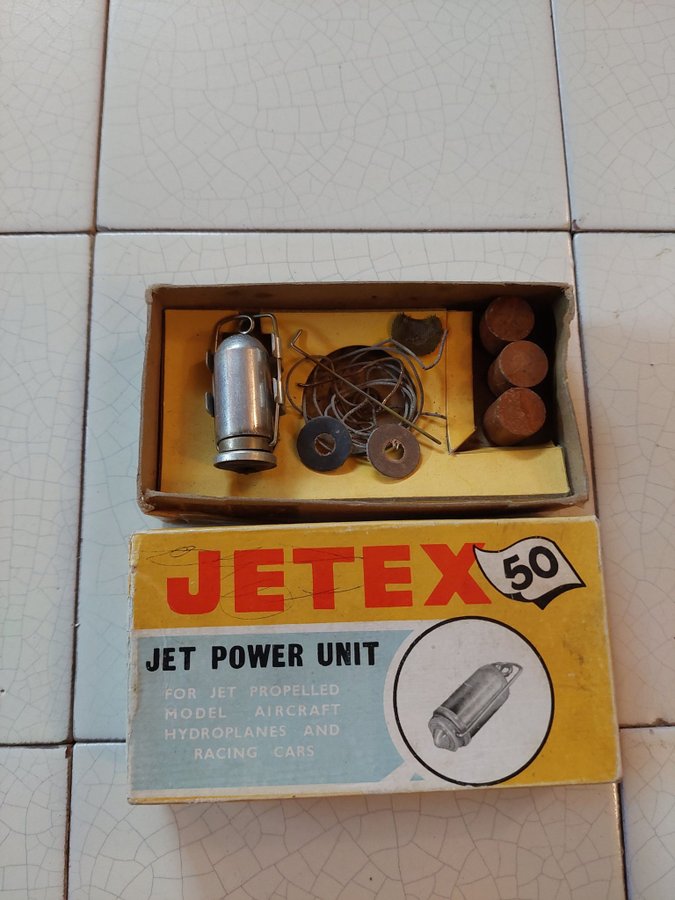 JETEX 50
JET POWER UNIT
FOR JET PROPELLED
MODEL AIRCRAFT
HYDROPLANES AND
RACING CARS